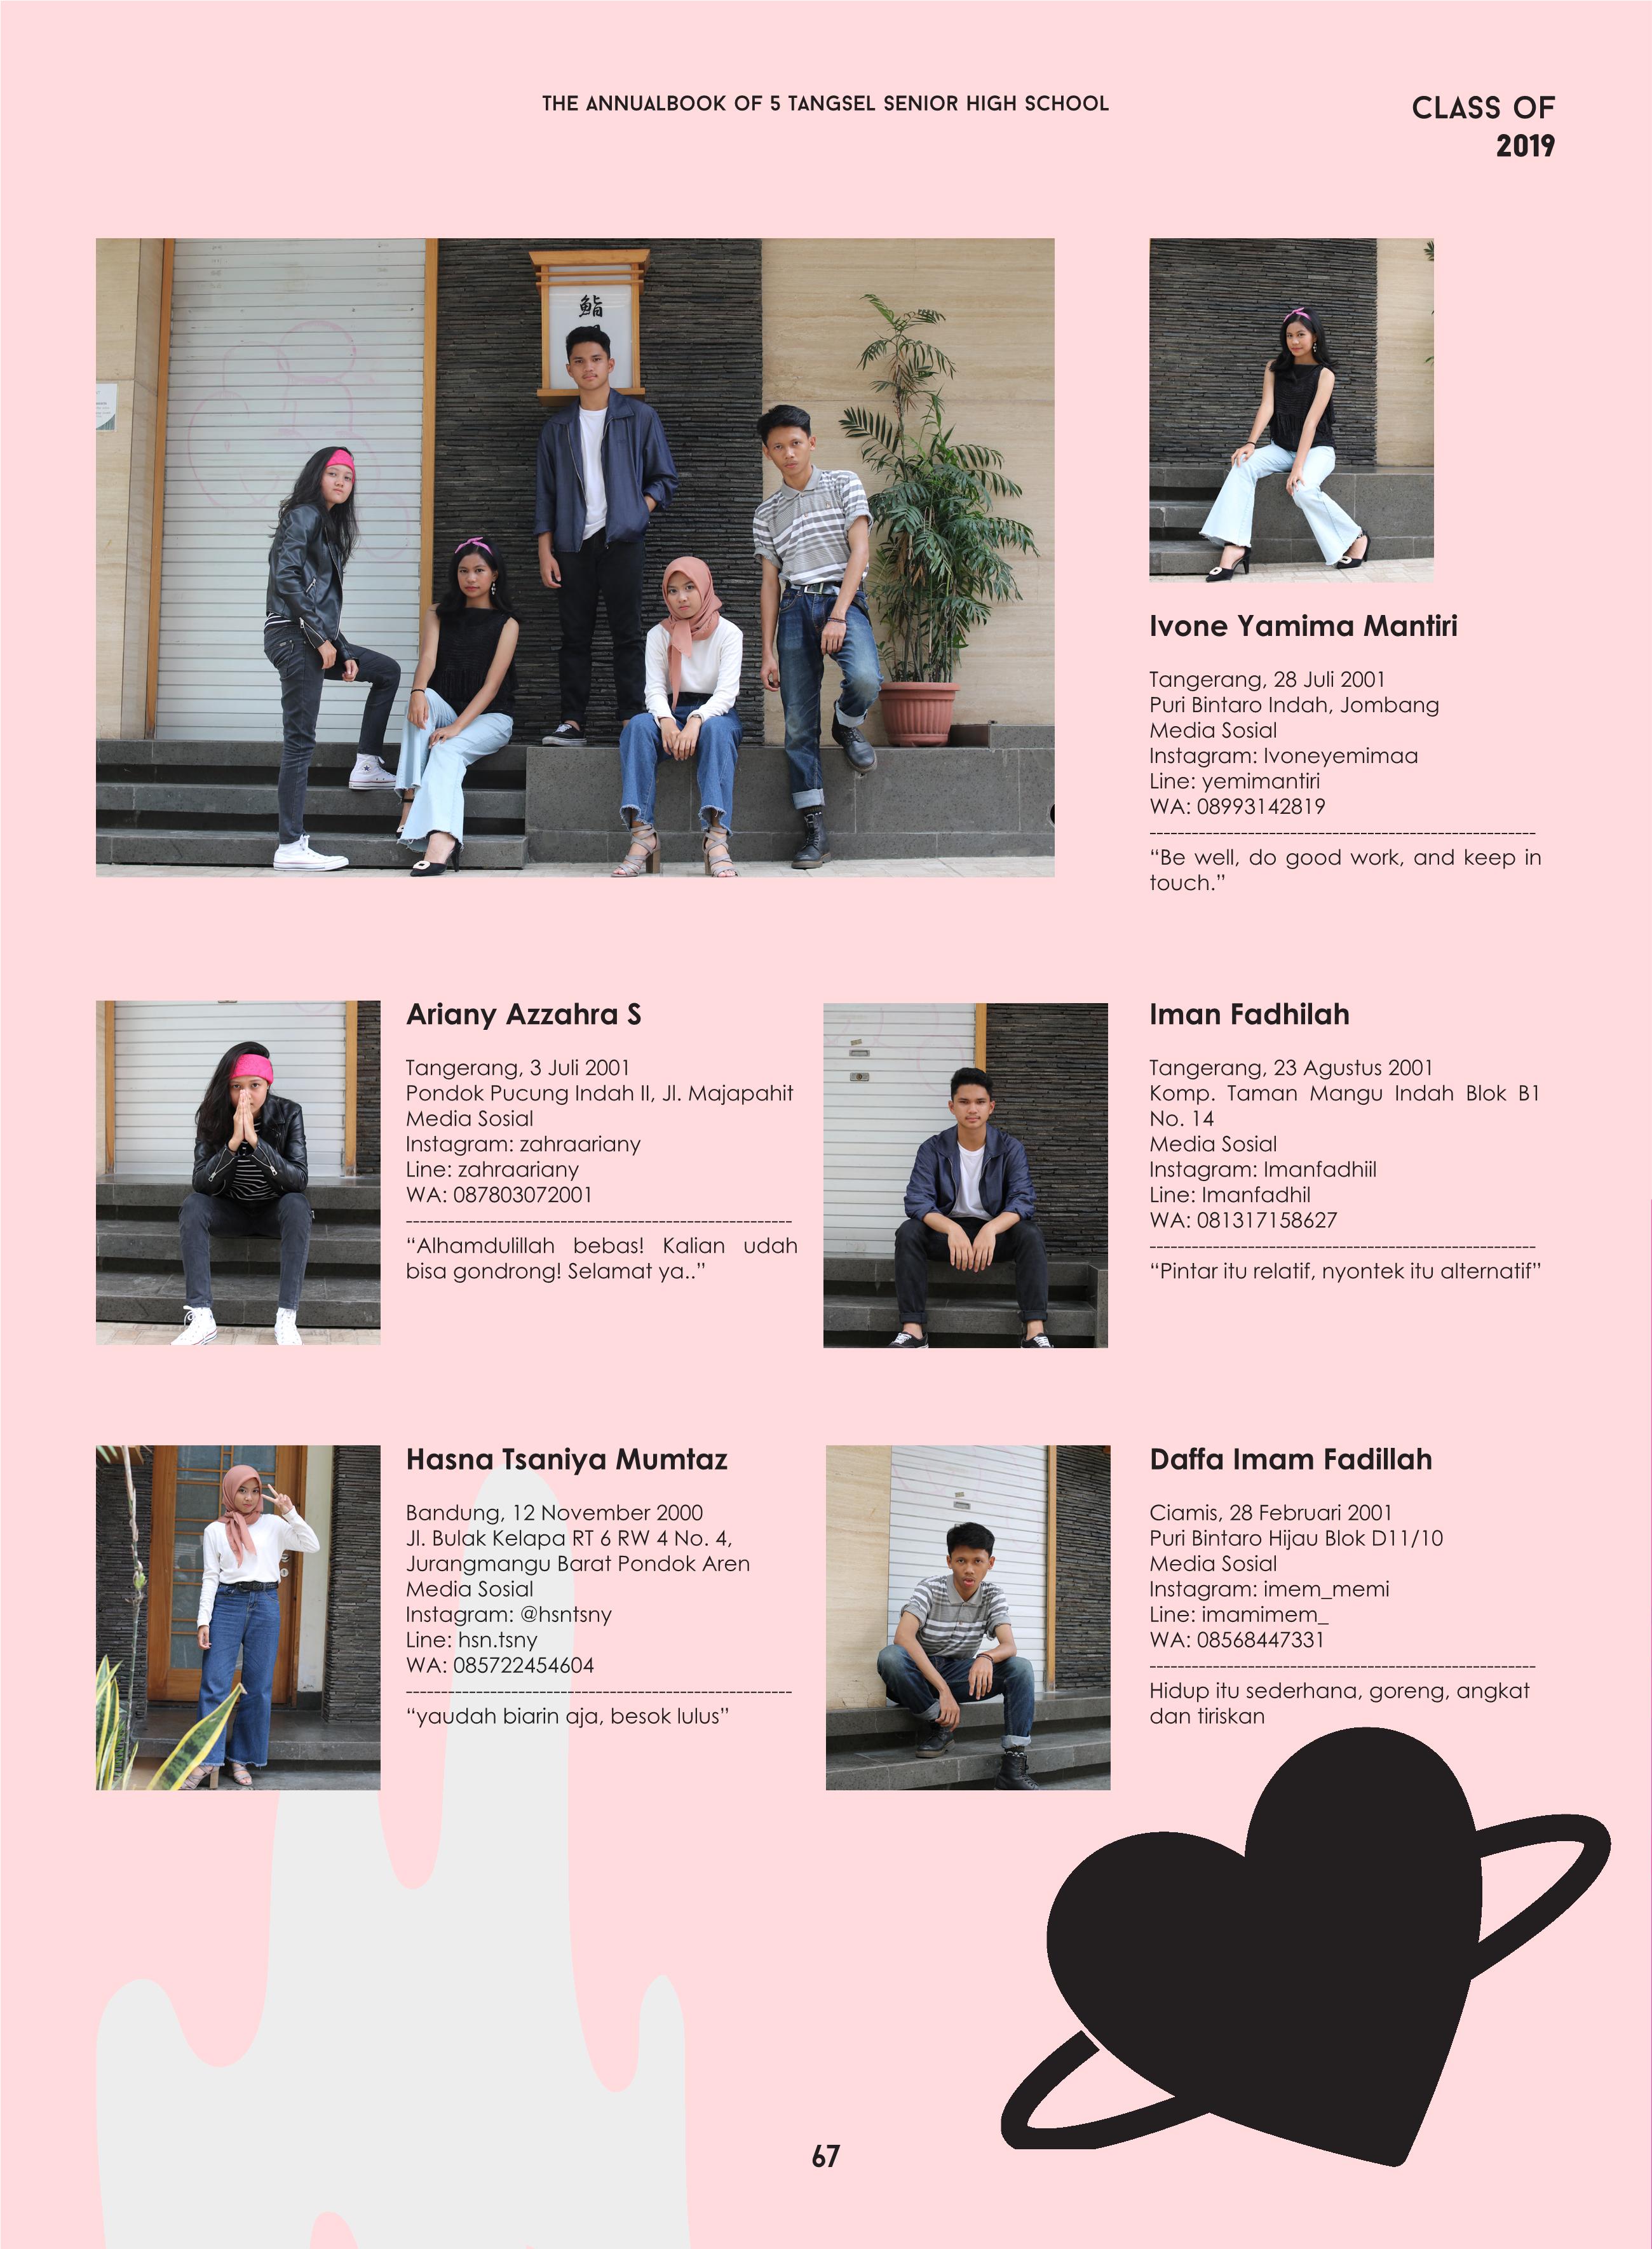 THE ANNUALBOOK OF 5 TANGSEL SENIOR HIGH SCHOOL
CLASS OF
2019
鮨
Ivone Yamima Mantiri
Tangerang, 28 Juli 2001
Puri Bintaro Indah, Jombang
Media Sosial
Instagram: Ivoneyemimaa
Line: yemimantiri
WA: 08993142819
-------------------------------------------------------
“Be well, do good work, and keep in
touch.”
Ariany Azzahra S
Tangerang, 3 Juli 2001
Pondok Pucung Indah II, Jl. Majapahit
Media Sosial
Instagram: zahraariany
Line: zahraariany
WA: 087803072001
-------------------------------------------------------
“Alhamdulillah bebas! Kalian udah
bisa gondrong! Selamat ya..”
Iman Fadhilah
Tangerang, 23 Agustus 2001
Komp. Taman Mangu Indah Blok B1
No. 14
Media Sosial
Instagram: Imanfadhiil
Line: Imanfadhil
WA: 081317158627
-------------------------------------------------------
“Pintar itu relatif, nyontek itu alternatif”
Hasna Tsaniya Mumtaz
Bandung, 12 November 2000
Jl. Bulak Kelapa RT 6 RW 4 No. 4,
Jurangmangu Barat Pondok Aren
Media Sosial
Instagram: @hsntsny
Line: hsn.tsny
WA: 085722454604
-------------------------------------------------------
“yaudah biarin aja, besok lulus”
Daffa Imam Fadillah
Ciamis, 28 Februari 2001
Puri Bintaro Hijau Blok D11/10
Media Sosial
Instagram: imem_memi
Line: imamimem_
WA: 08568447331
-------------------------------------------------------
Hidup itu sederhana, goreng, angkat
dan tiriskan
67